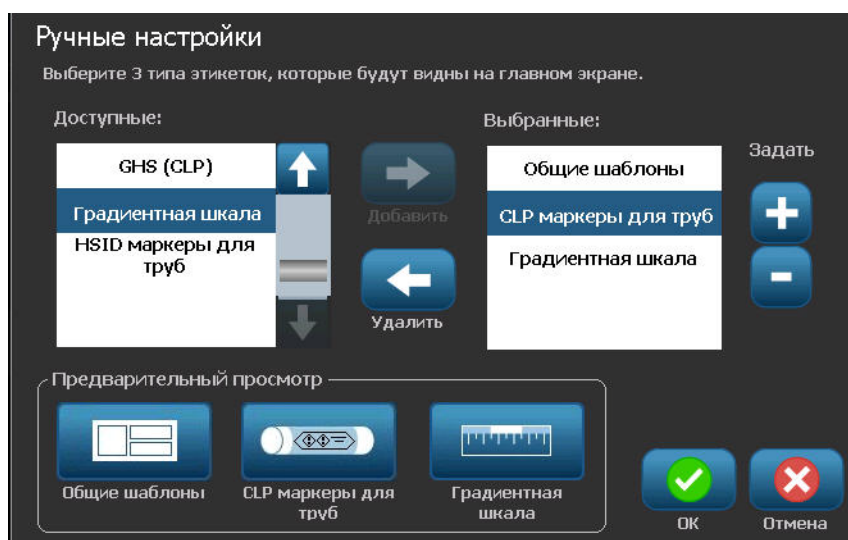 Ручные настройки
Выберите 3 типа этикеток, которые будут видны на главном экране.
Доступные:
GHS (CLP)
Градиентная шкала
HSID маркеры для
труб
Добавить
Удалить
Выбранные:
Общие шаблоны
CLP маркеры для труб
Градиентная шкала
Задать
Предварительный просмотр
Общие шаблоны
CLP маркеры для
труб
Градиентная
шкала
ОК
Отмена